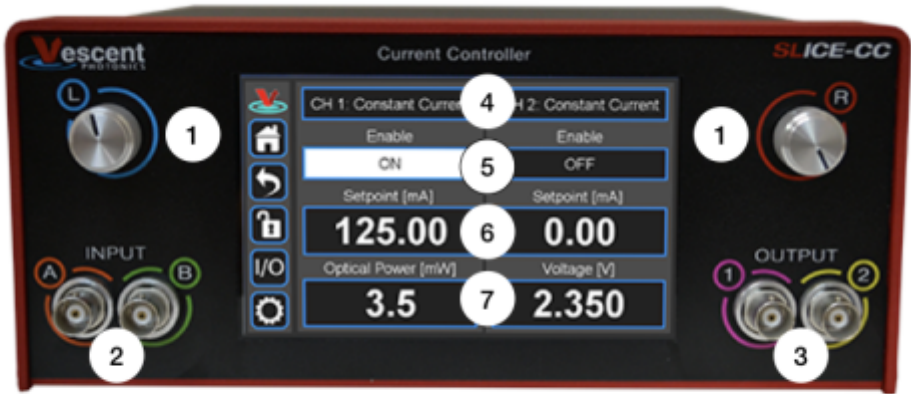 Vescent
PHOTONICS
Current Controller
SLICE-CC
L
R
1
1
CH 1: Constant Curre
4
H 2: Constant Current
Enable
Enable
ON
5
OFF
Setpoint [mA]
Setpoint [mA]
125.00
6
0.00
I/O
Optical Power [mW]
Voltage [V]
3.5
7
2.350
INPUT
A
B
2
OUTPUT
1
2
3